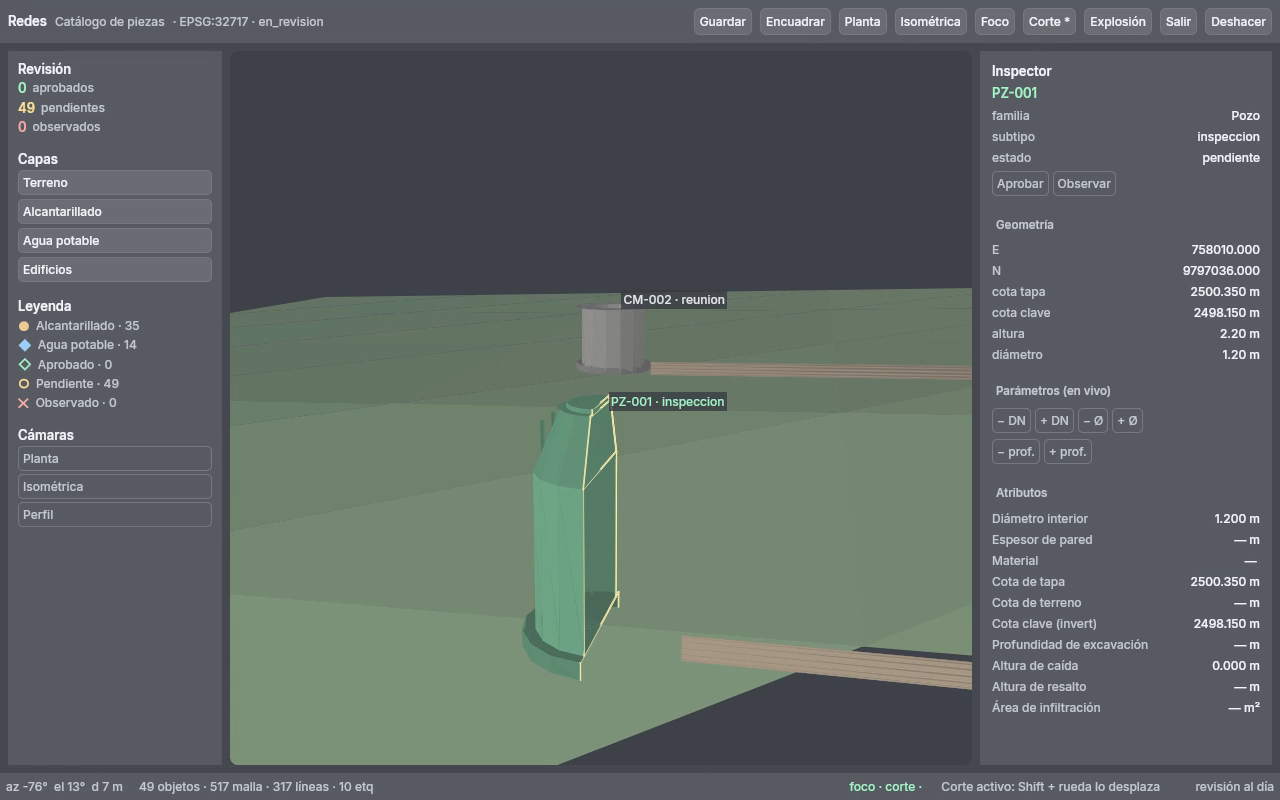 Redes Catálogo de piezas · EPSG:32717 · en_revision
Guardar Encuadrar Planta Isométrica Foco Corte * Explosión Salir Deshacer
Revisión
0 aprobados
49 pendientes
0 observados
Capas
Terreno
Alcantarillado
Agua potable
Edificios
Leyenda
Alcantarillado · 35
Agua potable · 14
Aprobado · 0
Pendiente · 49
Observado · 0
Cámaras
Planta
Isométrica
Perfil
CM-002 · reunion
PZ-001 · inspeccion
Inspector
PZ-001
familia Pozo
subtipo inspeccion
estado pendiente
Aprobar Observar
Geometría
E 758010.000
N 9797036.000
cota tapa 2500.350 m
cota clave 2498.150 m
altura 2.20 m
diámetro 1.20 m
Parámetros (en vivo)
− DN + DN − Ø + Ø
− prof. + prof.
Atributos
Diámetro interior 1.200 m
Espesor de pared — m
Material —
Cota de tapa 2500.350 m
Cota de terreno — m
Cota clave (invert) 2498.150 m
Profundidad de excavación — m
Altura de caída 0.000 m
Altura de resalto — m
Área de infiltración — m²
az -76° el 13° d 7 m 49 objetos · 517 malla · 317 líneas · 10 etq
foco · corte · Corte activo: Shift + rueda lo desplaza revisión al día